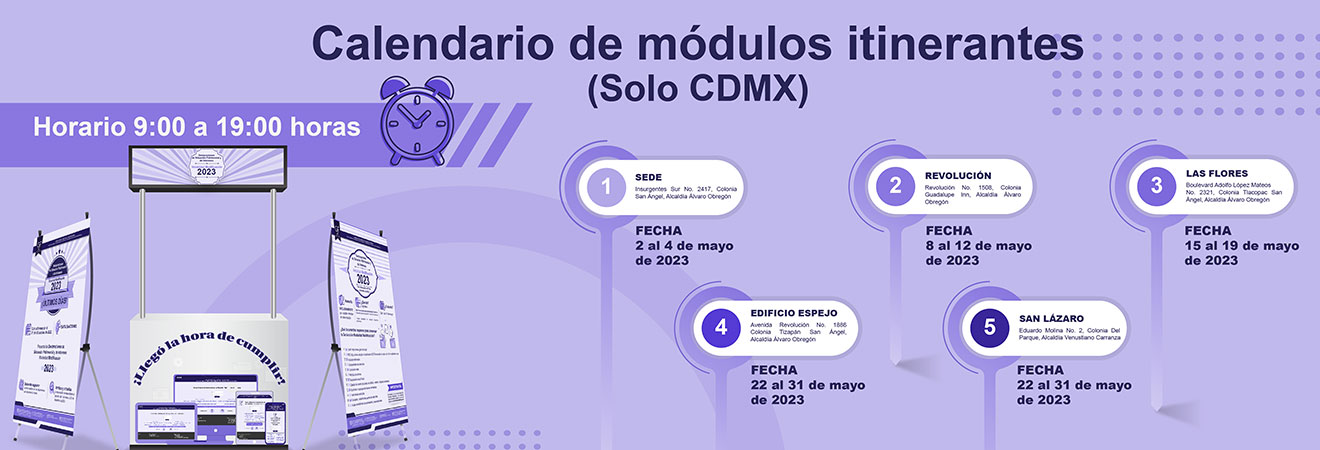 Calendario de módulos itinerantes
(Solo CDMX)
Horario 9:00 a 19:00 horas
1
SEDE
Insurgentes Sur No. 2417, Colonia
San Ángel, Alcaldía Álvaro Obregón
FECHA
2 al 4 de mayo
de 2023
2
REVOLUCIÓN
Revolución No. 1508, Colonia
Guadalupe Inn, Alcaldía Álvaro
Obregón
FECHA
8 al 12 de mayo
de 2023
3
LAS FLORES
Boulevard Adolfo López Mateos
No. 2321, Colonia Tlacopac San
Ángel, Alcaldía Álvaro Obregón
FECHA
15 al 19 de mayo
de 2023
4
EDIFICIO ESPEJO
Avenida Revolución No. 1886
Colonia Tizapán San Ángel,
Alcaldía Álvaro Obregón
FECHA
22 al 31 de mayo
de 2023
5
SAN LÁZARO
Eduardo Molina No. 2, Colonia Del
Parque, Alcaldía Venustiano Carranza
FECHA
22 al 31 de mayo
de 2023
2023
¡Llegó la hora de cumplir!
2023
¡ÚLTIMOS DÍAS!
2023
2023